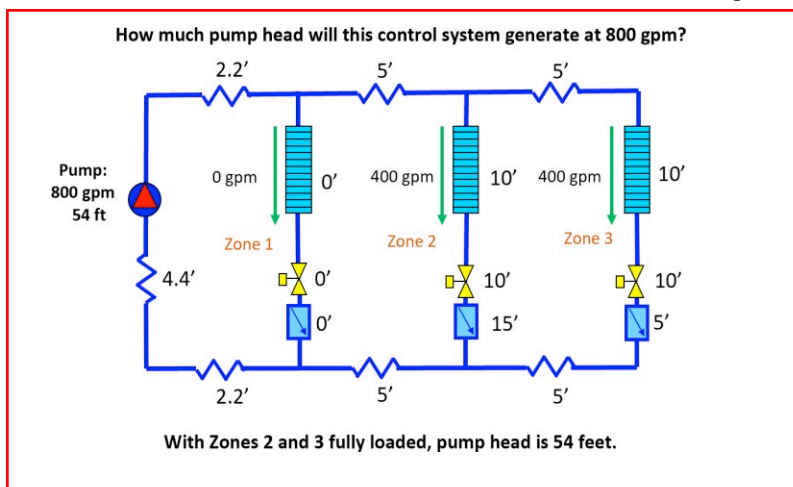 How much pump head will this control system generate at 800 gpm?
2.2’ 5’ 5’
Pump:
800 gpm
54 ft
0 gpm 0’ 400 gpm 10’ 400 gpm 10’
Zone 1 Zone 2 Zone 3
4.4’ 0’ 10’ 10’
0’ 15’ 5’
2.2’ 5’ 5’
With Zones 2 and 3 fully loaded, pump head is 54 feet.